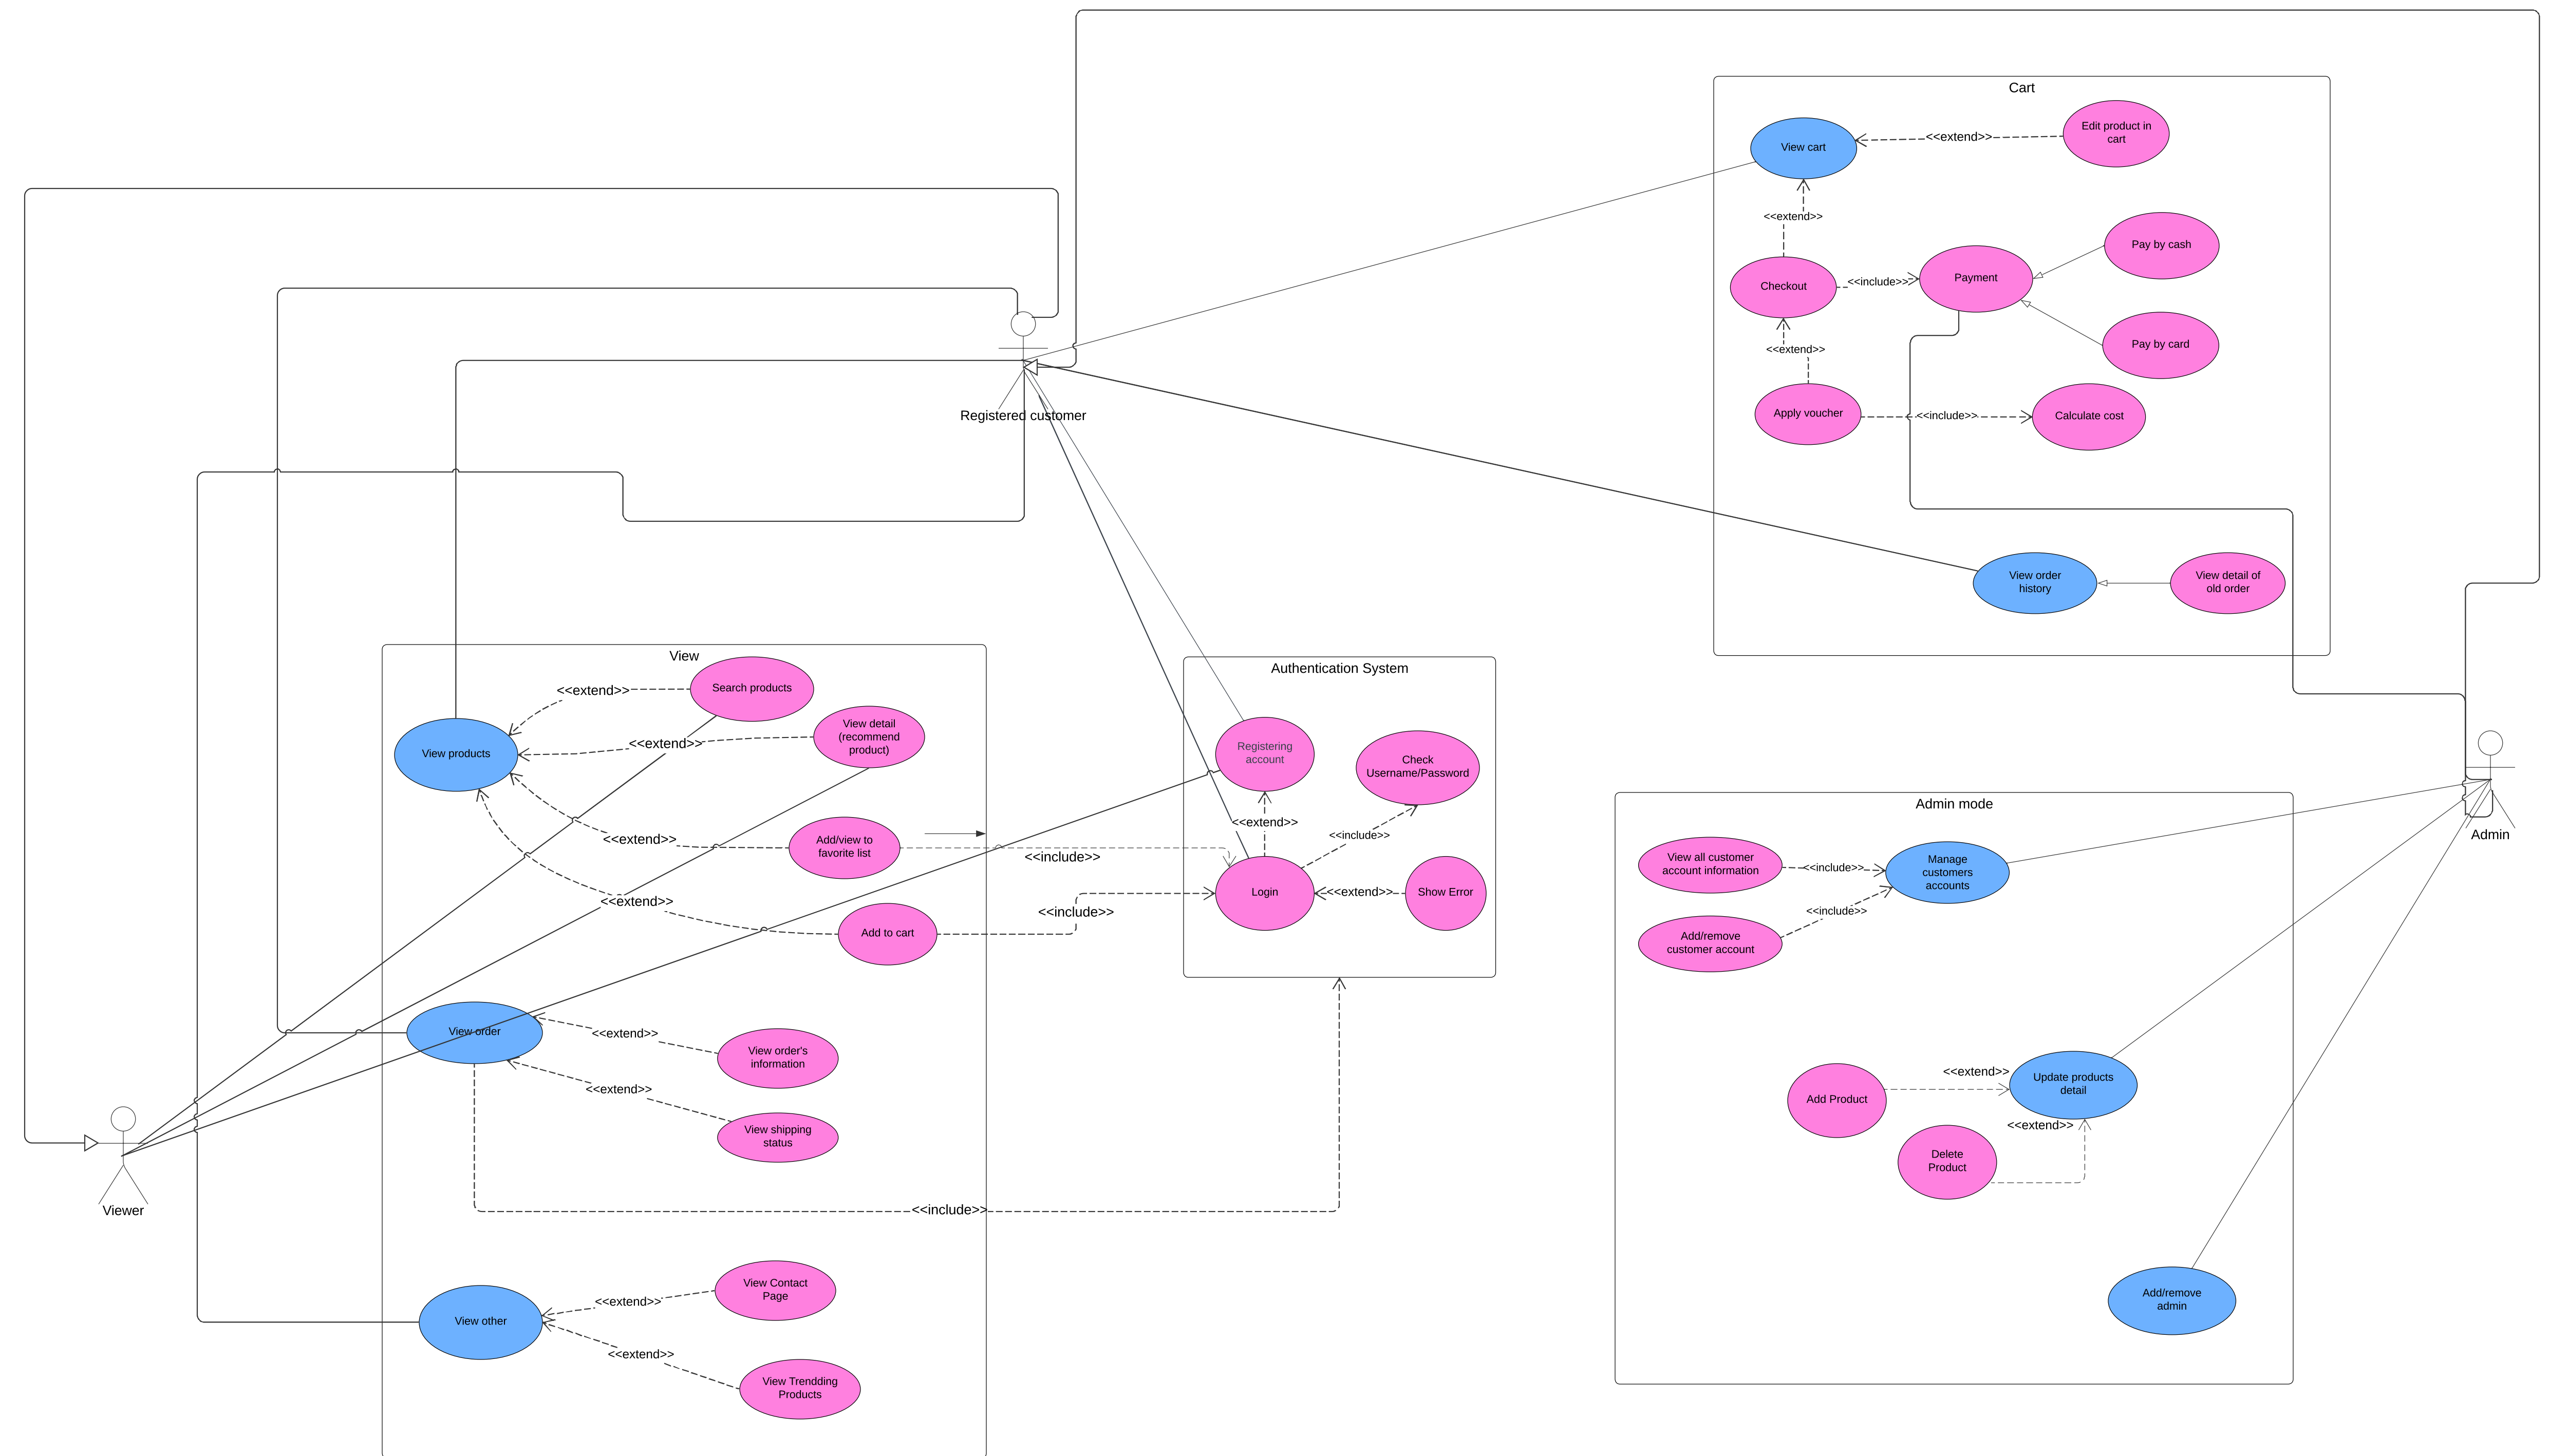 Cart
View cart
<<extend>>
Edit product in
cart
<<extend>>
Checkout
<<include>>
Payment
Pay by cash
Pay by card
<<extend>>
Apply voucher
<<include>>
Calculate cost
View order
history
View detail of
old order
Registered customer
View
Search products
<<extend>>
View detail
(recommend
product)
<<extend>>
View products
Add/view to
favorite list
<<extend>>
<<include>>
<<extend>>
Add to cart
<<include>>
View order
<<extend>>
View order's
information
<<extend>>
View shipping
status
<<include>>
View other
<<extend>>
View Contact
Page
<<extend>>
View Trendding
Products
Viewer
Authentication System
Registering
account
Check
Username/Password
<<extend>>
<<include>>
Login
<<extend>>
Show Error
Admin mode
View all customer
account information
<<include>>
Manage
customers
accounts
<<include>>
Add/remove
customer account
Add Product
<<extend>>
Update products
detail
<<extend>>
Delete
Product
Add/remove
admin
Admin